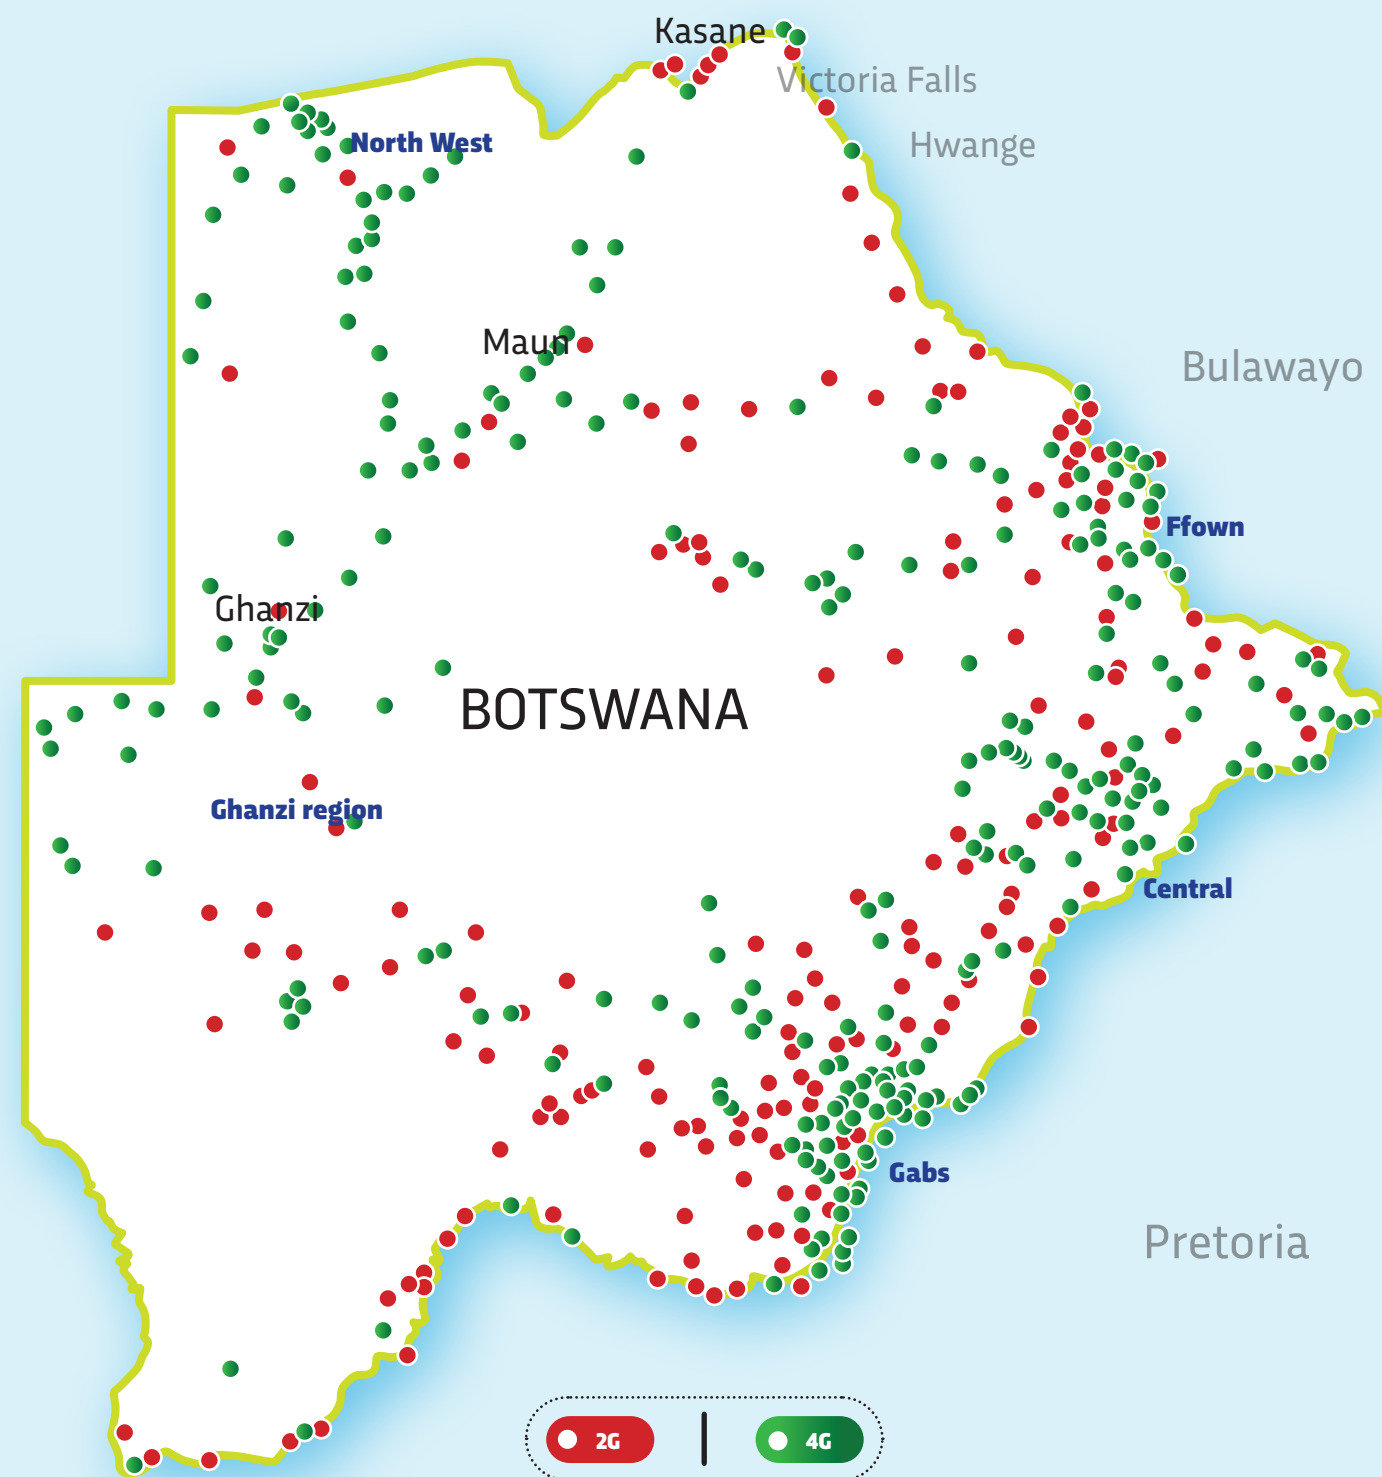 Kasane
Victoria Falls
North West
Hwange
Maun
Bulawayo
Ffown
Ghanzi
BOTSWANA
Ghanzi region
Central
Gabs
Pretoria
2G
4G